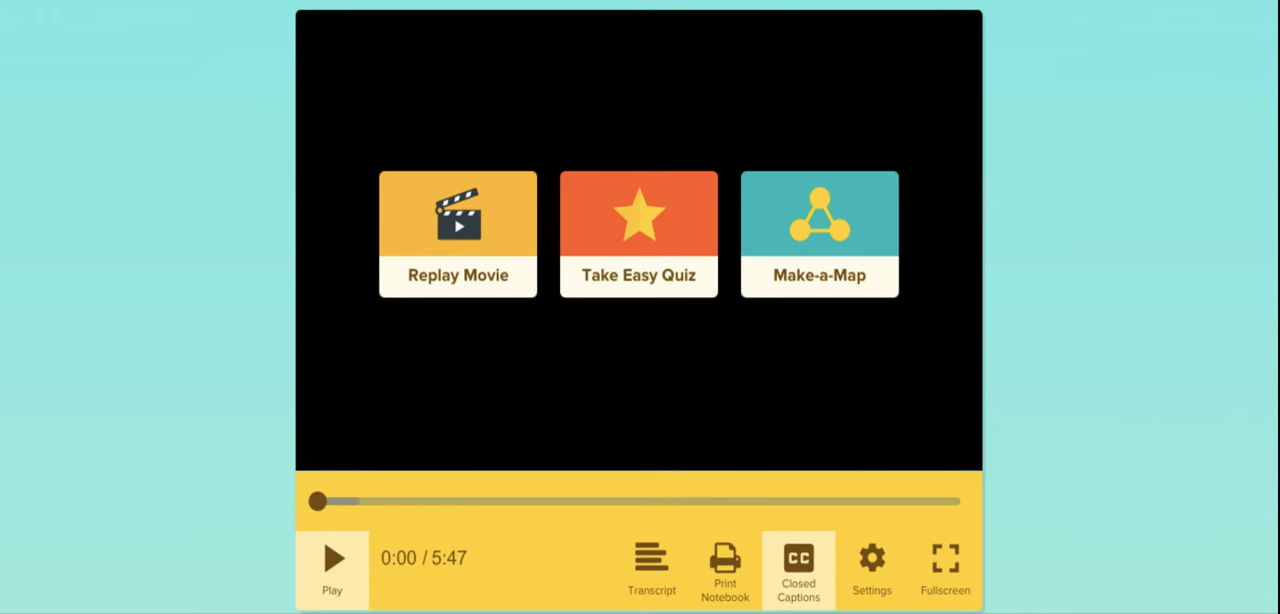 Replay Movie
Take Easy Quiz
Make-a-Map
0:00 / 5:47
Play
Transcript
Print
Notebook
CC
Closed
Captions
Settings
Fullscreen